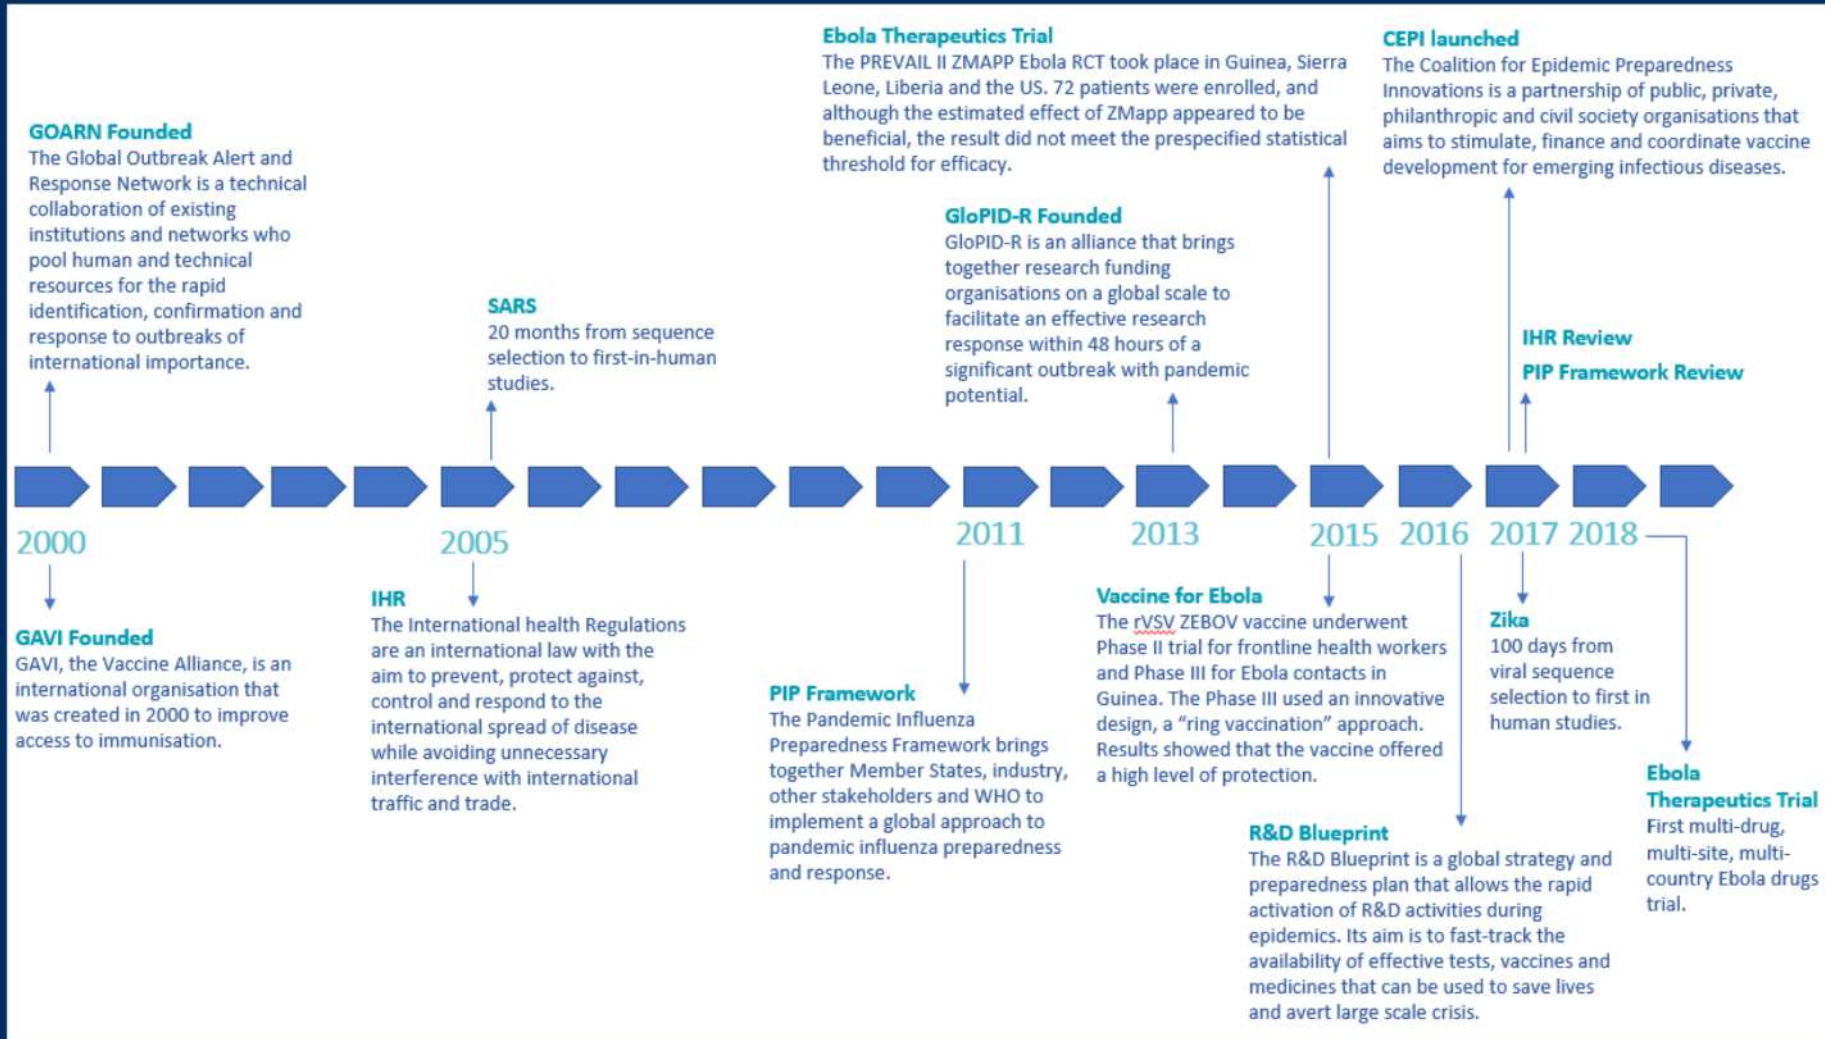 GOARN Founded
The Global Outbreak Alert and
Response Network is a technical
collaboration of existing
institutions and networks who
pool human and technical
resources for the rapid
identification, confirmation and
response to outbreaks of
international importance.
SARS
20 months from sequence
selection to first-in-human
studies.
Ebola Therapeutics Trial
The PREVAIL II ZMAPP Ebola RCT took place in Guinea, Sierra
Leone, Liberia and the US. 72 patients were enrolled, and
although the estimated effect of ZMapp appeared to be
beneficial, the result did not meet the prespecified statistical
threshold for efficacy.
GloPID-R Founded
GloPID-R is an alliance that brings
together research funding
organisations on a global scale to
facilitate an effective research
response within 48 hours of a
significant outbreak with pandemic
potential.
CEPI launched
The Coalition for Epidemic Preparedness
Innovations is a partnership of public, private,
philanthropic and civil society organisations that
aims to stimulate, finance and coordinate vaccine
development for emerging infectious diseases.
IHR Review
PIP Framework Review
2000
2005
2011
2013
2015
2016
2017
2018
GAVI Founded
GAVI, the Vaccine Alliance, is an
international organisation that
was created in 2000 to improve
access to immunisation.
IHR
The International health Regulations
are an international law with the
aim to prevent, protect against,
control and respond to the
international spread of disease
while avoiding unnecessary
interference with international
traffic and trade.
PIP Framework
The Pandemic Influenza
Preparedness Framework brings
together Member States, industry,
other stakeholders and WHO to
implement a global approach to
pandemic influenza preparedness
and response.
Vaccine for Ebola
The rVSV ZEBOV vaccine underwent
Phase II trial for frontline health workers
and Phase III for Ebola contacts in
Guinea. The Phase III used an innovative
design, a “ring vaccination” approach.
Results showed that the vaccine offered
a high level of protection.
R&D Blueprint
The R&D Blueprint is a global strategy and
preparedness plan that allows the rapid
activation of R&D activities during
epidemics. Its aim is to fast-track the
availability of effective tests, vaccines and
medicines that can be used to save lives
and avert large scale crisis.
Zika
100 days from
viral sequence
selection to first in
human studies.
Ebola
Therapeutics Trial
First multi-drug,
multi-site, multi-
country Ebola drugs
trial.